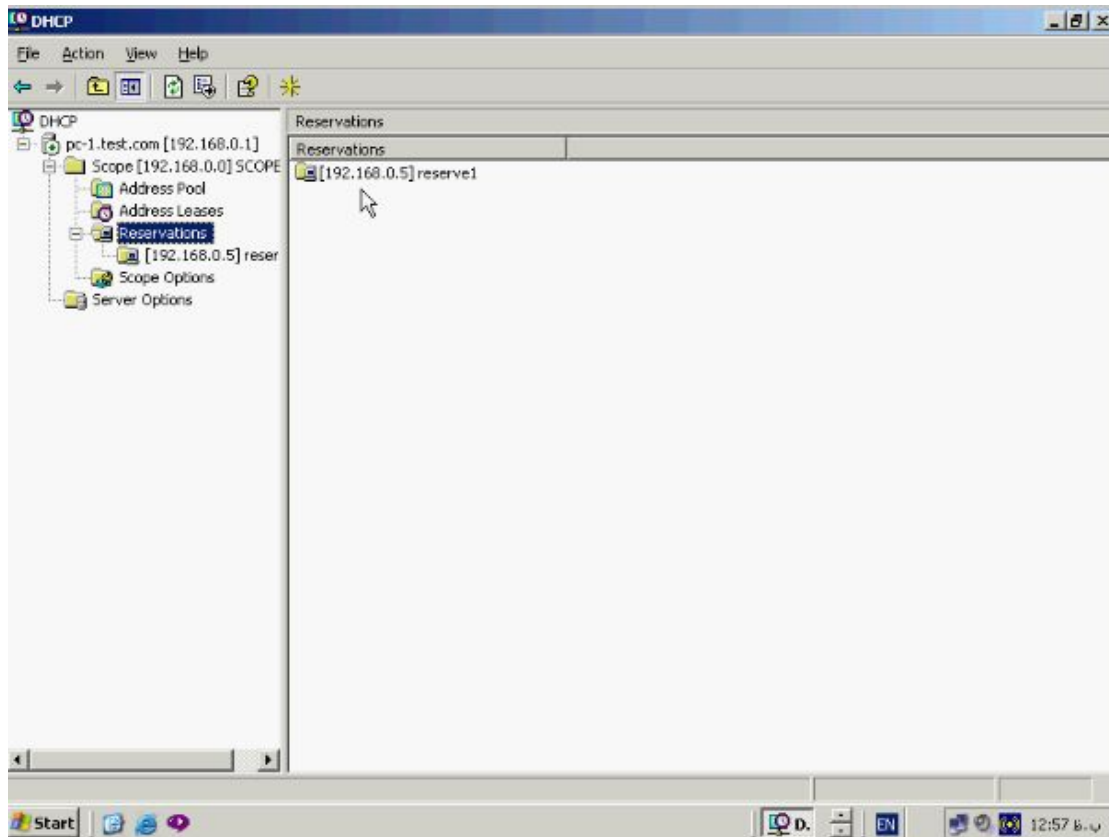 DHCP
File Action View Help
DHCP
pc-1.test.com [192.168.0.1]
Scope [192.168.0.0] SCOPE
Address Pool
Address Leases
Reservations
[192.168.0.5] reser
Scope Options
Server Options
Reservations
Reservations
[192.168.0.5] reserve1
Start
D.
EN
12:57 ب.ظ